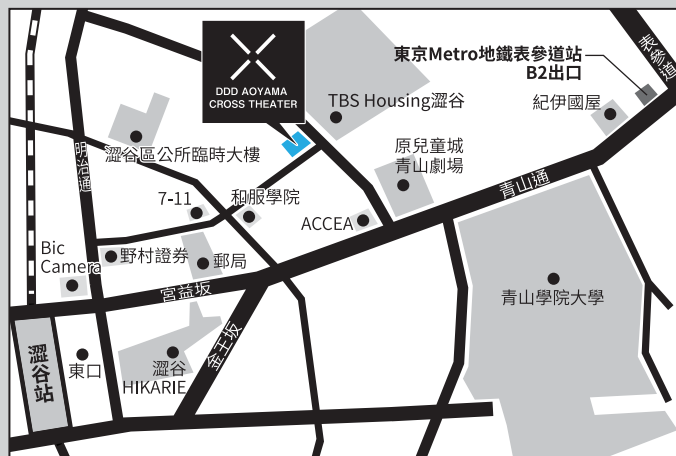 DDD AOYAMA
CROSS THEATER
東京Metro地鐵表參道站
B2出口
表參道
紀伊國屋
TBS Housing澀谷
澀谷區公所臨時大樓
明治通
原兒童城
青山劇場
7-11
和服學院
青山通
ACCEA
Bic
Camera
野村證券
郵局
宮益坂
青山學院大學
金王坂
澀谷站
東口
澀谷
HIKARIE